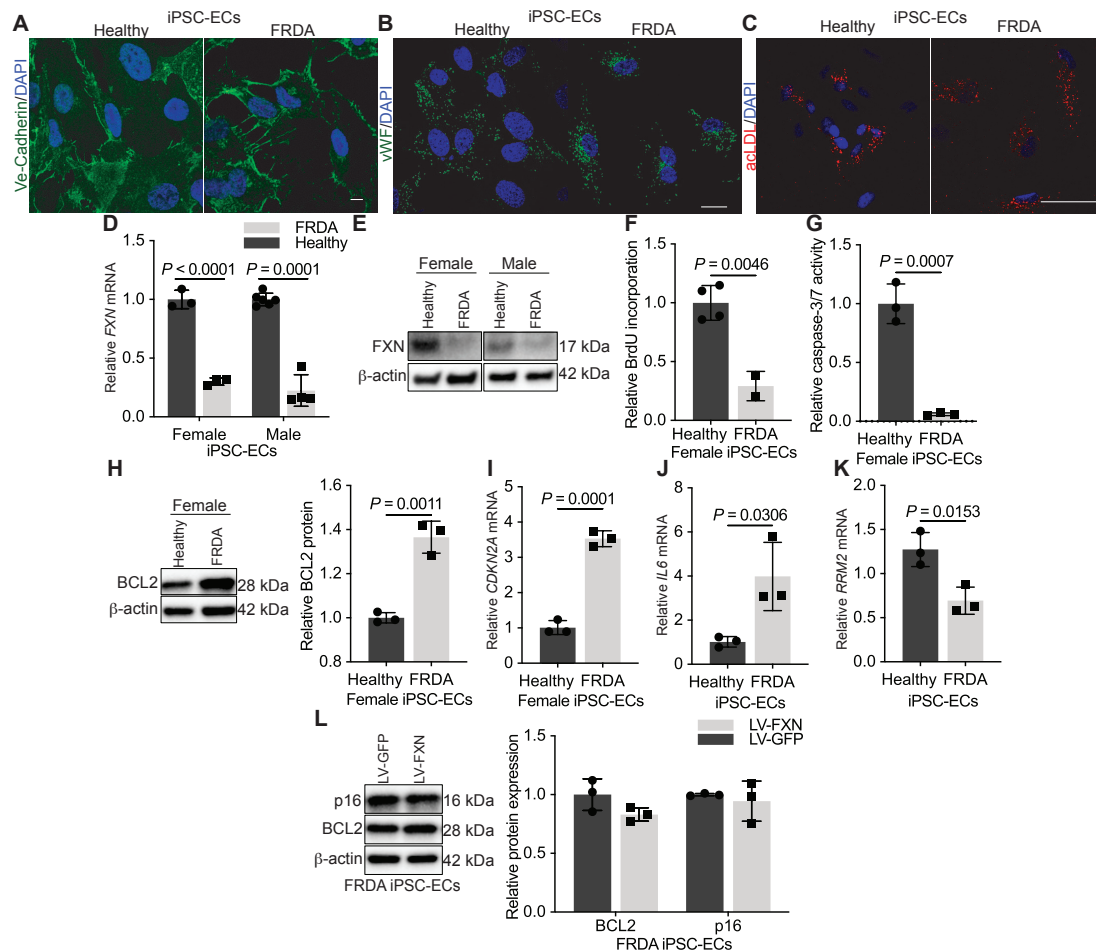 A
iPSC-ECs
Healthy
FRDA
Ve-Cadherin/DAPI
B
iPSC-ECs
Healthy
FRDA
vWF/DAPI
C
iPSC-ECs
Healthy
FRDA
acLDL/DAPI
D
FRDA
Healthy
Relative FXN mRNA
1.5
1.0
0.5
0.0
P < 0.0001
P = 0.0001
Female
Male
iPSC-ECs
E
Female
Male
Healthy
FRDA
Healthy
FRDA
FXN
17 kDa
β-actin
42 kDa
F
Relative BrdU incorporation
1.5
1.0
0.5
0.0
P = 0.0046
Healthy FRDA
Female iPSC-ECs
G
Relative caspase-3/7 activity
1.5
1.0
0.5
0.0
P = 0.0007
Healthy FRDA
Female iPSC-ECs
H
Female
Healthy
FRDA
BCL2
28 kDa
β-actin
42 kDa
Relative BCL2 protein
1.6
1.4
1.2
1.0
0.0
P = 0.0011
Healthy FRDA
Female iPSC-ECs
I
Relative CDKN2A mRNA
5
4
3
2
1
0
P = 0.0001
Healthy FRDA
Female iPSC-ECs
J
Relative IL6 mRNA
8
6
4
2
0
P = 0.0306
Healthy FRDA
iPSC-ECs
K
Relative RRM2 mRNA
2.0
1.5
1.0
0.5
0.0
P = 0.0153
Healthy FRDA
iPSC-ECs
L
LV-GFP
LV-FXN
p16
16 kDa
BCL2
28 kDa
β-actin
42 kDa
FRDA iPSC-ECs
LV-FXN
LV-GFP
Relative protein expression
1.5
1.0
0.5
0.0
BCL2
p16
FRDA iPSC-ECs